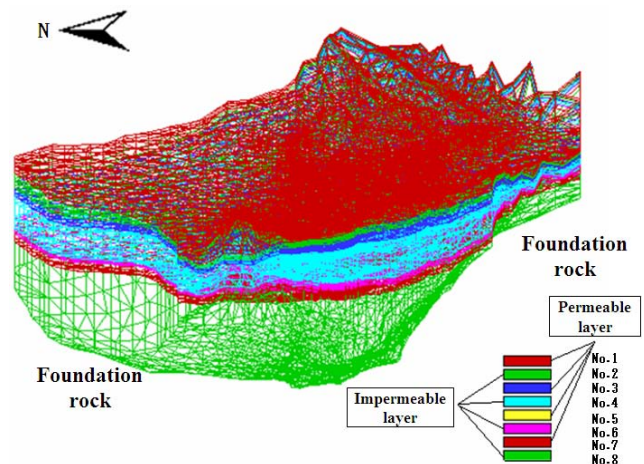 N
Foundation
rock
Foundation
rock
Permeable
layer
Impermeable
layer
No.1
No.2
No.3
No.4
No.5
No.6
No.7
No.8